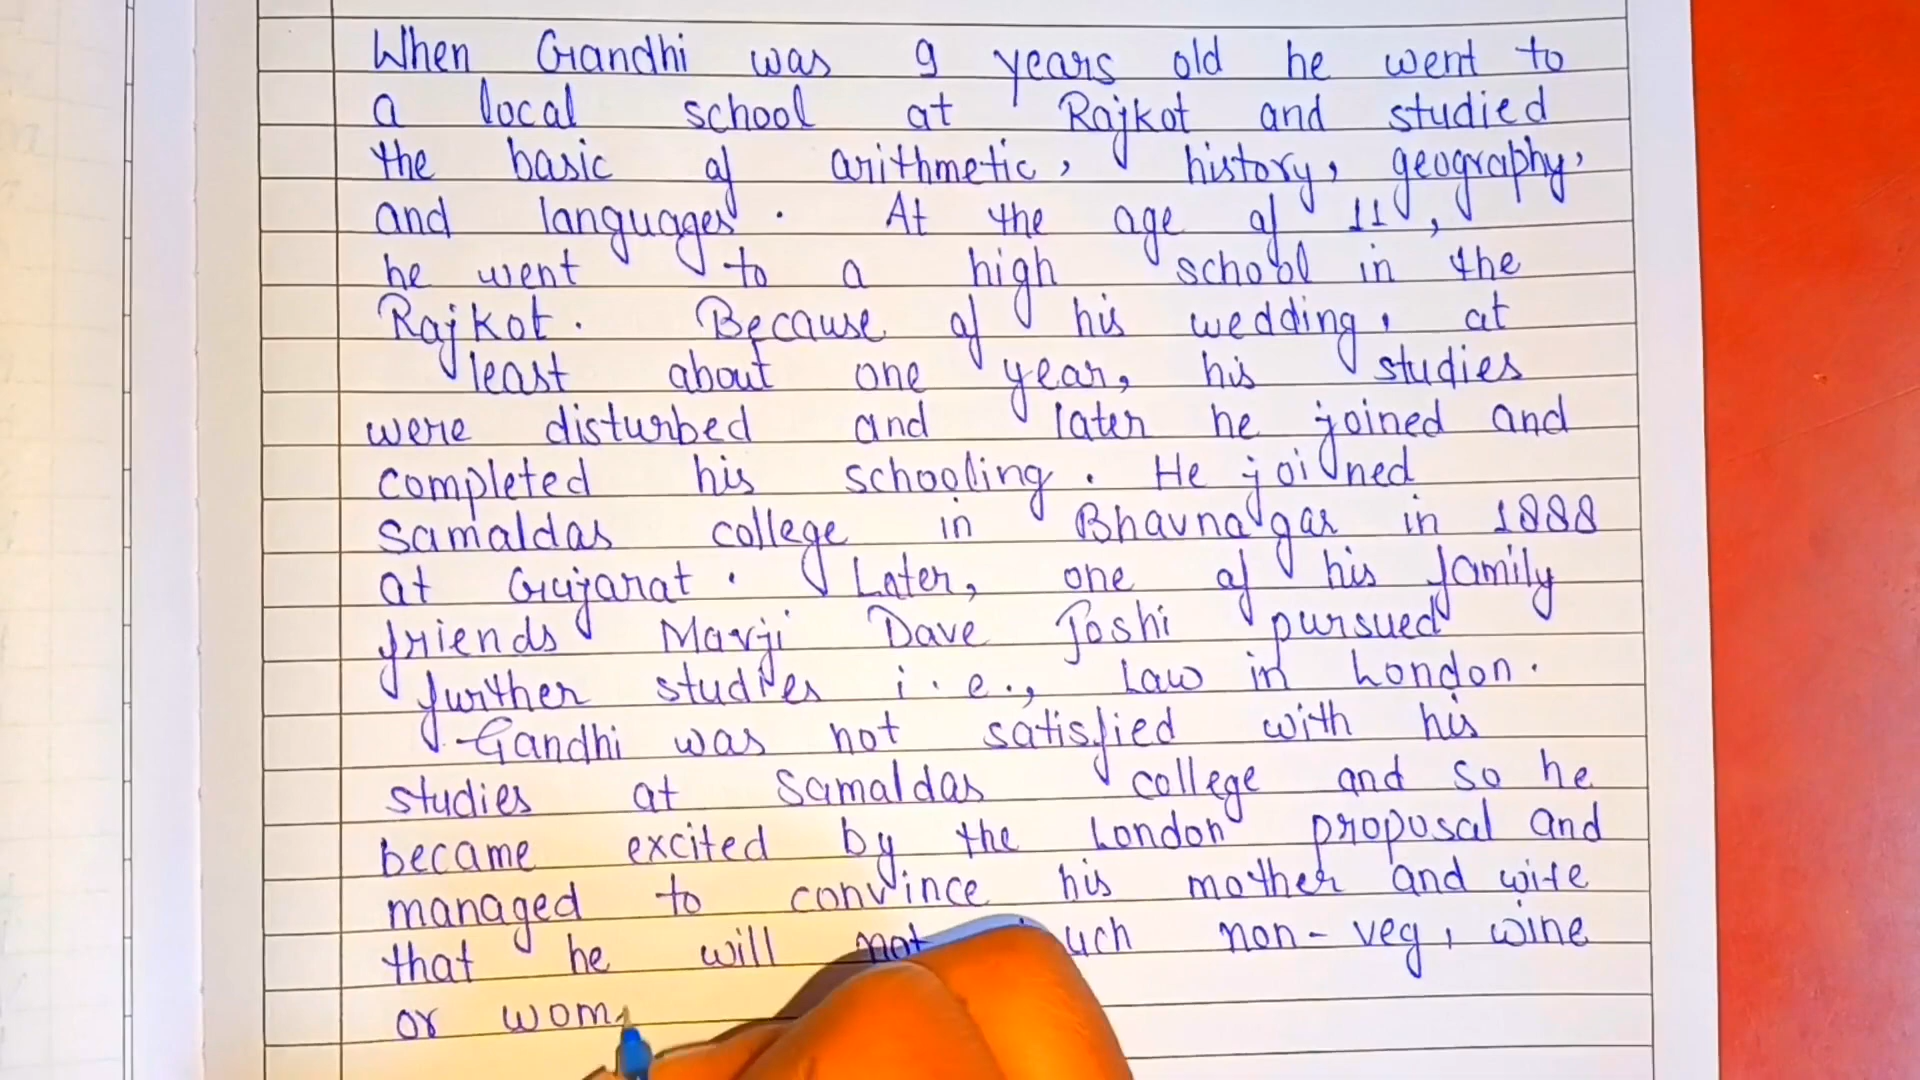 When Gandhi was 9 years old he went to
a local school at Rajkot and studied
the basic of arithmetic, history, geography,
and languages. At the age of 11,
he went to a high school in the
Rajkot. Because of his wedding, at
least about one year, his studies
were disturbed and later he joined and
completed his schooling. He joined
samaldas college in Bhavnagar in 1888
at Gujarat. Later, one of his family
friends Mavji Dave Joshi pursued
further studies i.e., Law in London.
Gandhi was not satisfied with his
studies at Samaldas college and so he
became excited by the London proposal and
managed to convince his mother and wife
that he will not non-veg, wine
or